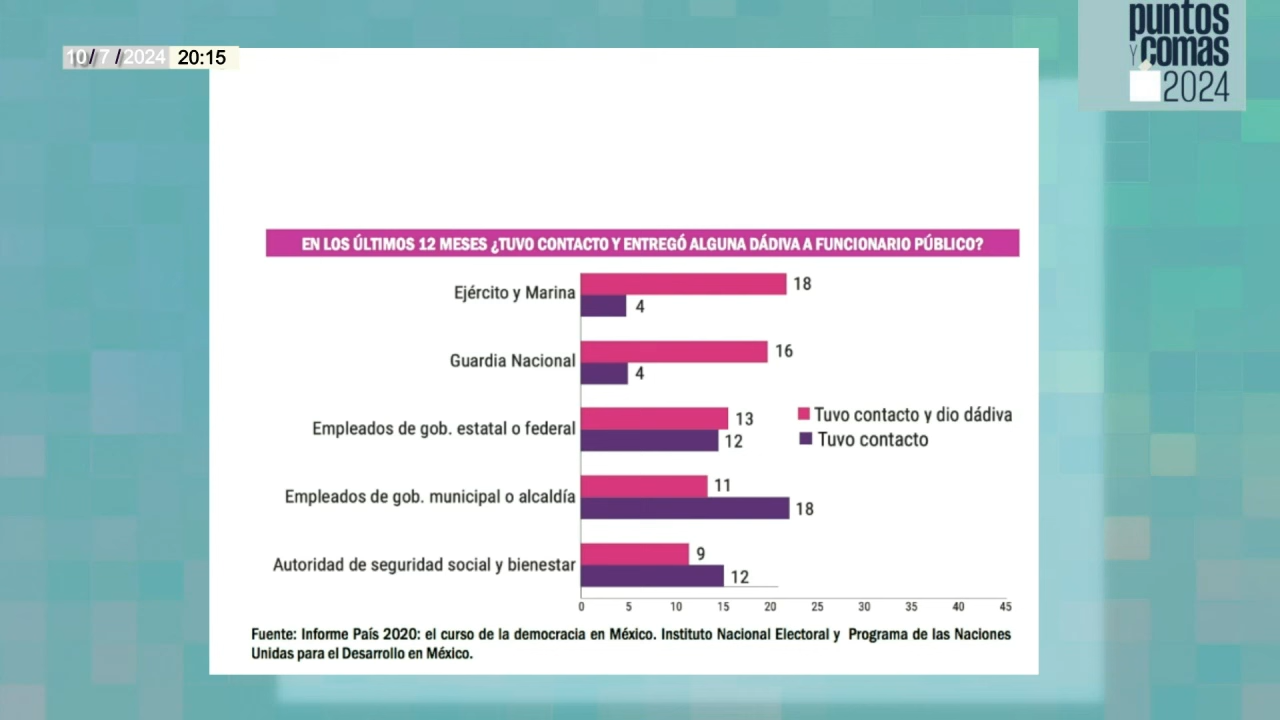 puntos
Y comas
2024
10/7/2024 20:15
EN LOS ÚLTIMOS 12 MESES ¿TUVO CONTACTO Y ENTREGÓ ALGUNA DÁDIVA A FUNCIONARIO PÚBLICO?
Ejército y Marina 18
4
Guardia Nacional 16
4
Empleados de gob. estatal o federal 13
12
Tuvo contacto y dio dádiva
Tuvo contacto
Empleados de gob. municipal o alcaldía 11
18
Autoridad de seguridad social y bienestar 9
12
0 5 10 15 20 25 30 35 40 45
Fuente: Informe País 2020: el curso de la democracia en México. Instituto Nacional Electoral y Programa de las Naciones
Unidas para el Desarrollo en México.